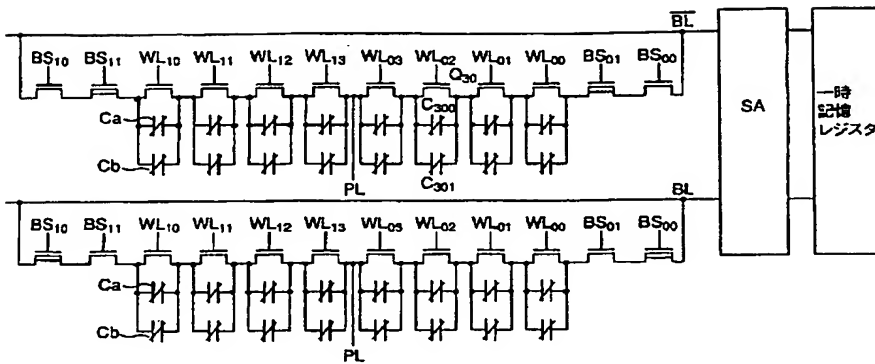 B̅L̅
BS10 BS11 WL10 WL11 WL12 WL13 WL03 WL02 WL01 WL00 BS01 BS00
Q30
Ca
C300
Cb
C301
PL
SA
一時
記憶
レジスタ
BL
BS10 BS11 WL10 WL11 WL12 WL13 WL03 WL02 WL01 WL00 BS01 BS00
Ca
Cb
PL